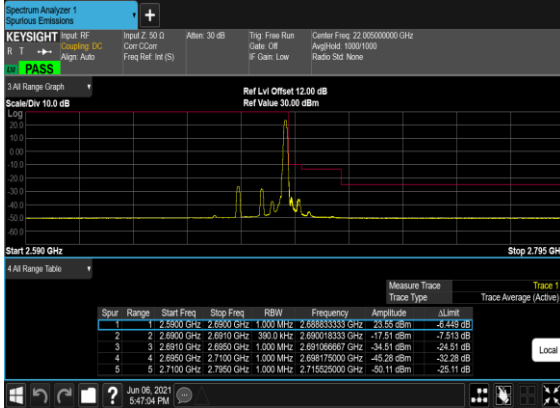 Spectrum Analyzer 1
Spurious Emissions
+
KEYSIGHT Input: RF Input Z: 50 Ω Atten: 30 dB Trig: Free Run Center Freq: 22.005000000 GHz
R T Coupling: DC Corr CCorr Gate: Off Avg|Hold: 1000/1000
Align: Auto Freq Ref: Int (S) IF Gain: Low Radio Std: None
PASS
3 All Range Graph
Ref Lvl Offset 12.00 dB
Scale/Div 10.0 dB Ref Value 30.00 dBm
Log
20.0
10.0
0.00
-10.0
-20.0
-30.0
-40.0
-50.0
-60.0
Start 2.590 GHz Stop 2.795 GH
4 All Range Table
Measure Trace Trace 1
Trace Type Trace Average (Active)
Spur Range Start Freq Stop Freq RBW Frequency Amplitude ΔLimit
1 1 2.5900 GHz 2.6900 GHz 1.000 MHz 2.688833333 GHz 23.55 dBm -6.449 dB
2 2 2.6900 GHz 2.6910 GHz 390.0 kHz 2.690018333 GHz -17.51 dBm -7.513 dB
3 3 2.6910 GHz 2.6950 GHz 1.000 MHz 2.691066667 GHz -34.51 dBm -24.51 dB
4 4 2.6950 GHz 2.7100 GHz 1.000 MHz 2.698175000 GHz -45.28 dBm -32.28 dB
5 5 2.7100 GHz 2.7950 GHz 1.000 MHz 2.715525000 GHz -50.11 dBm -25.11 dB
Local
?
Jun 06, 2021
5:47:04 PM